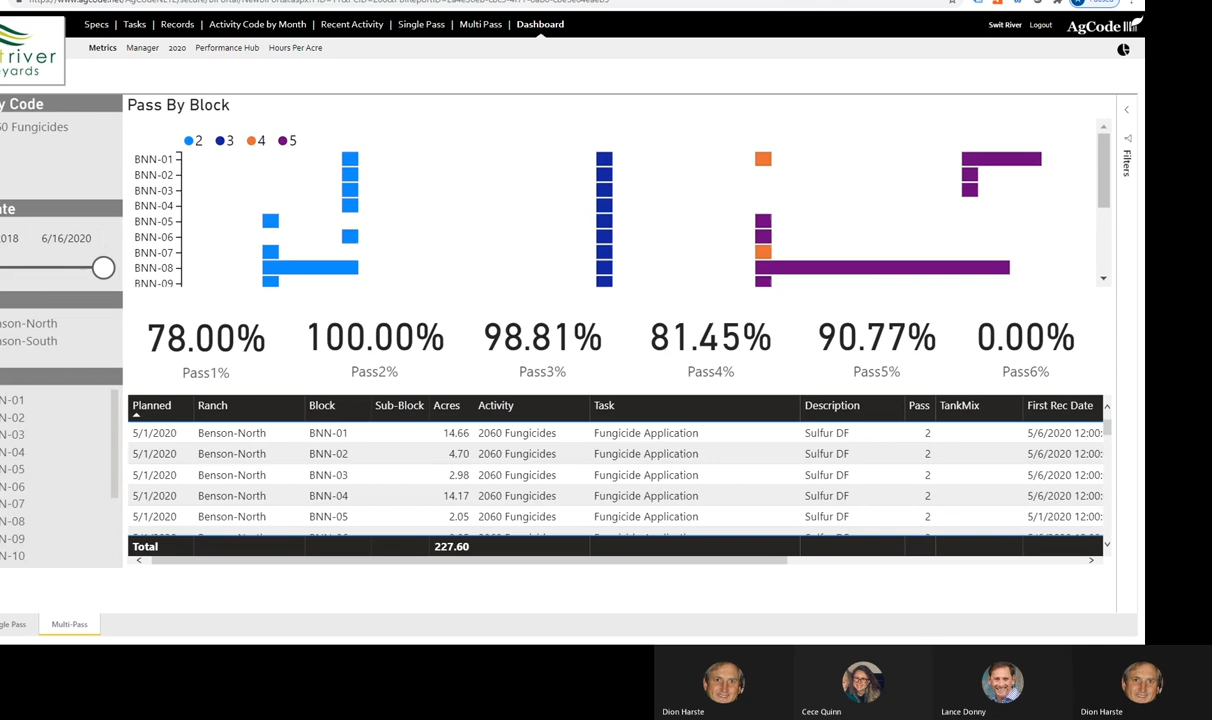 Specs | Tasks | Records | Activity Code by Month | Recent Activity | Single Pass | Multi Pass | Dashboard
Swit River Logout AgCode
river
eyards
Metrics Manager 2020 Performance Hub Hours Per Acre
y Code
0 Fungicides
ate
018 6/16/2020
nson-North
nson-South
N-01
N-02
N-03
N-04
N-05
N-06
N-07
N-08
N-09
N-10
Pass By Block
2 3 4 5
BNN-01
BNN-02
BNN-03
BNN-04
BNN-05
BNN-06
BNN-07
BNN-08
BNN-09
Filters
78.00% 100.00% 98.81% 81.45% 90.77% 0.00%
Pass1% Pass2% Pass3% Pass4% Pass5% Pass6%
Planned Ranch Block Sub-Block Acres Activity Task Description Pass TankMix First Rec Date
5/1/2020 Benson-North BNN-01 14.66 2060 Fungicides Fungicide Application Sulfur DF 2 5/6/2020 12:00:
5/1/2020 Benson-North BNN-02 4.70 2060 Fungicides Fungicide Application Sulfur DF 2 5/6/2020 12:00:
5/1/2020 Benson-North BNN-03 2.98 2060 Fungicides Fungicide Application Sulfur DF 2 5/6/2020 12:00:
5/1/2020 Benson-North BNN-04 14.17 2060 Fungicides Fungicide Application Sulfur DF 2 5/6/2020 12:00:
5/1/2020 Benson-North BNN-05 2.05 2060 Fungicides Fungicide Application Sulfur DF 2 5/1/2020 12:00:
Total 227.60
gle Pass Multi-Pass
Dion Harste Cece Quinn Lance Donny Dion Harste